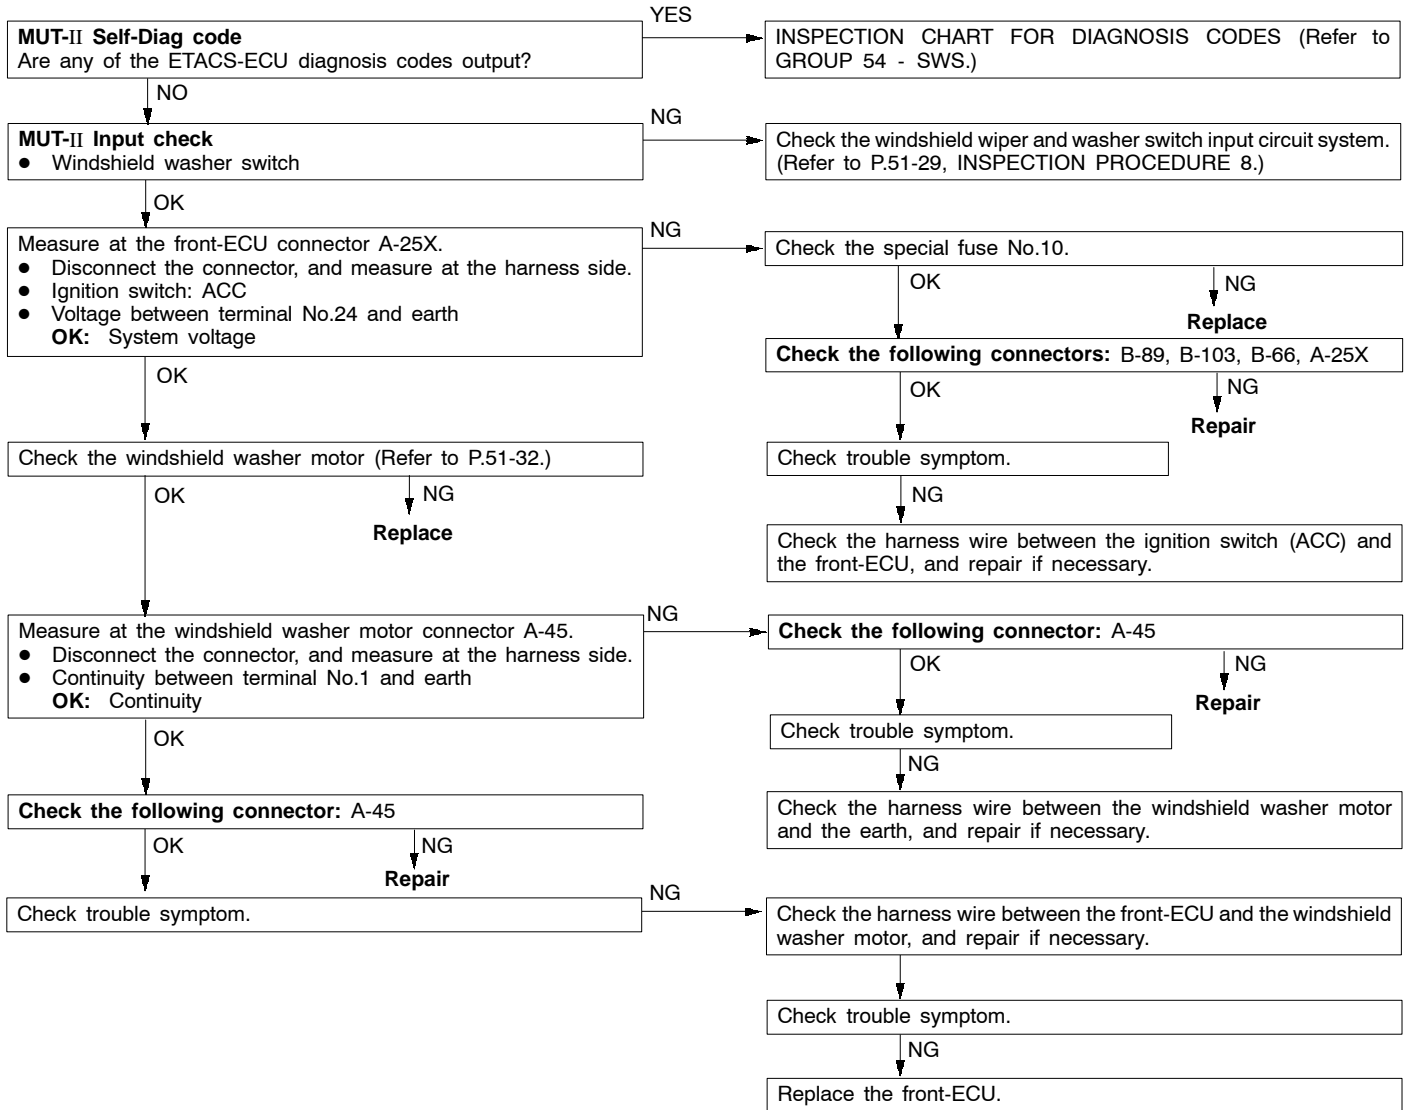 YES
MUT-II Self-Diag code
Are any of the ETACS-ECU diagnosis codes output?
INSPECTION CHART FOR DIAGNOSIS CODES (Refer to
GROUP 54 - SWS.)
NO
MUT-II Input check
● Windshield washer switch
NG
Check the windshield wiper and washer switch input circuit system.
(Refer to P.51-29, INSPECTION PROCEDURE 8.)
OK
Measure at the front-ECU connector A-25X.
● Disconnect the connector, and measure at the harness side.
● Ignition switch: ACC
● Voltage between terminal No.24 and earth
OK: System voltage
NG
Check the special fuse No.10.
OK
NG
Replace
Check the following connectors: B-89, B-103, B-66, A-25X
OK
NG
Repair
Check trouble symptom.
NG
Check the harness wire between the ignition switch (ACC) and
the front-ECU, and repair if necessary.
OK
Check the windshield washer motor (Refer to P.51-32.)
OK
NG
Replace
Measure at the windshield washer motor connector A-45.
● Disconnect the connector, and measure at the harness side.
● Continuity between terminal No.1 and earth
OK: Continuity
NG
Check the following connector: A-45
OK
NG
Repair
Check trouble symptom.
NG
Check the harness wire between the windshield washer motor
and the earth, and repair if necessary.
OK
Check the following connector: A-45
OK
NG
Repair
Check trouble symptom.
NG
Check the harness wire between the front-ECU and the windshield
washer motor, and repair if necessary.
Check trouble symptom.
NG
Replace the front-ECU.